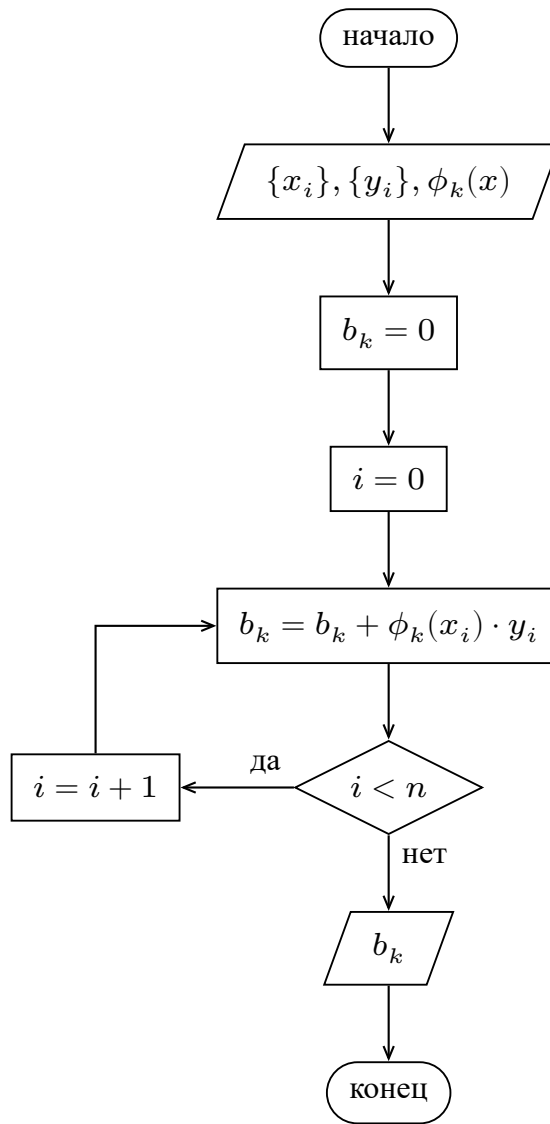 начало
{x_i}, {y_i}, ϕ_k(x)
b_k = 0
i = 0
b_k = b_k + ϕ_k(x_i) · y_i
да
i = i + 1
i < n
нет
b_k
конец